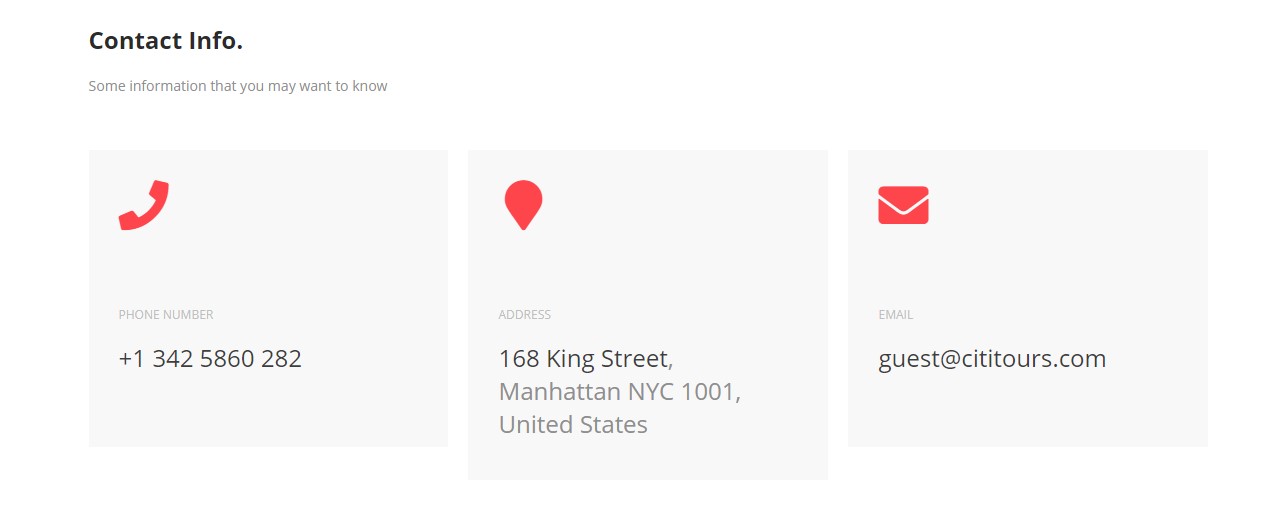 Contact Info.
Some information that you may want to know
PHONE NUMBER
+1 342 5860 282
ADDRESS
168 King Street,
Manhattan NYC 1001,
United States
EMAIL
guest@cititours.com